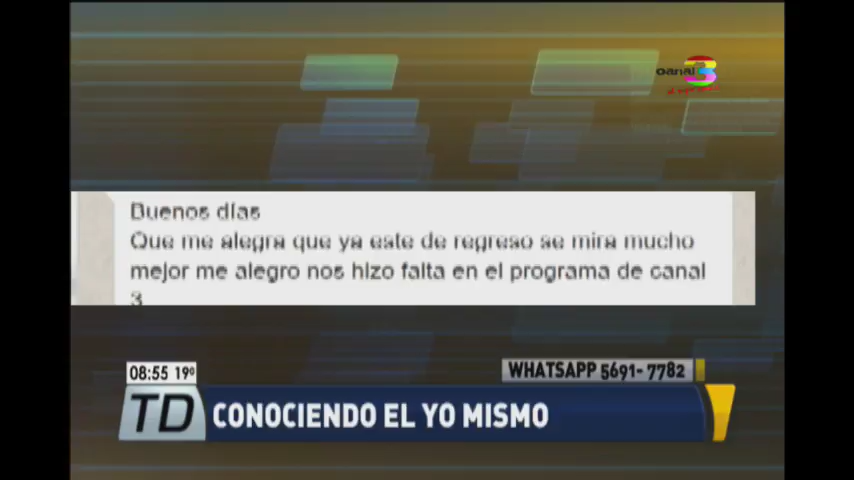 canal 3
Buenos días
Que me alegra que ya este de regreso se mira mucho
mejor me alegro nos hizo falta en el programa de canal
3
08:55 19º
WHATSAPP 5691-7782
TD CONOCIENDO EL YO MISMO